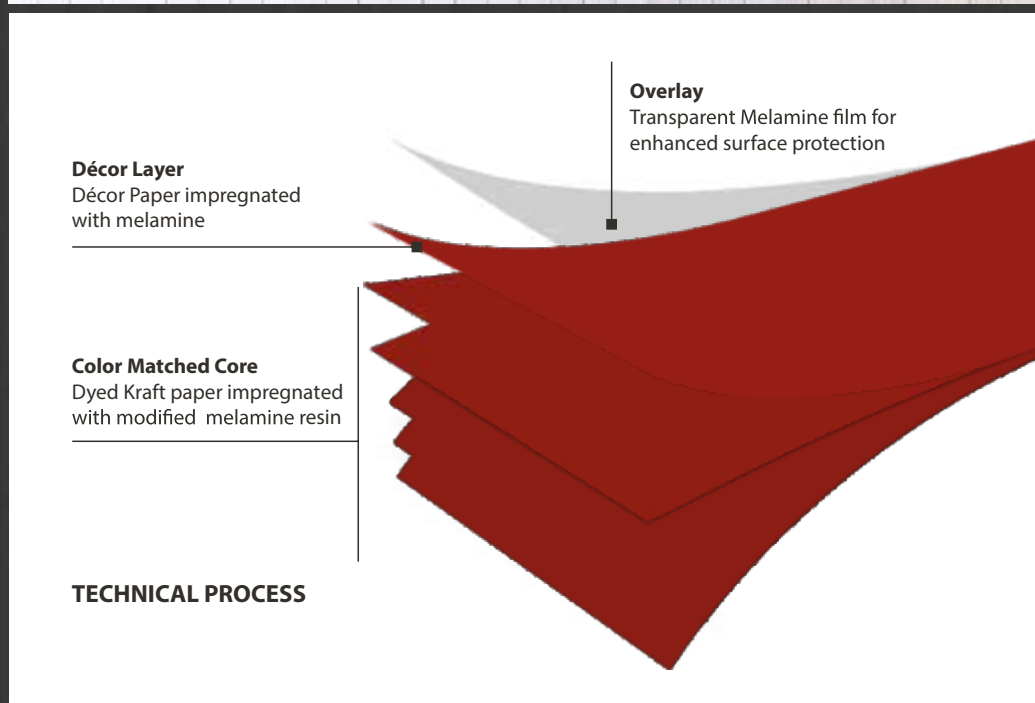 Overlay
Transparent Melamine film for
enhanced surface protection
Décor Layer
Décor Paper impregnated
with melamine
Color Matched Core
Dyed Kraft paper impregnated
with modified  melamine resin
TECHNICAL PROCESS